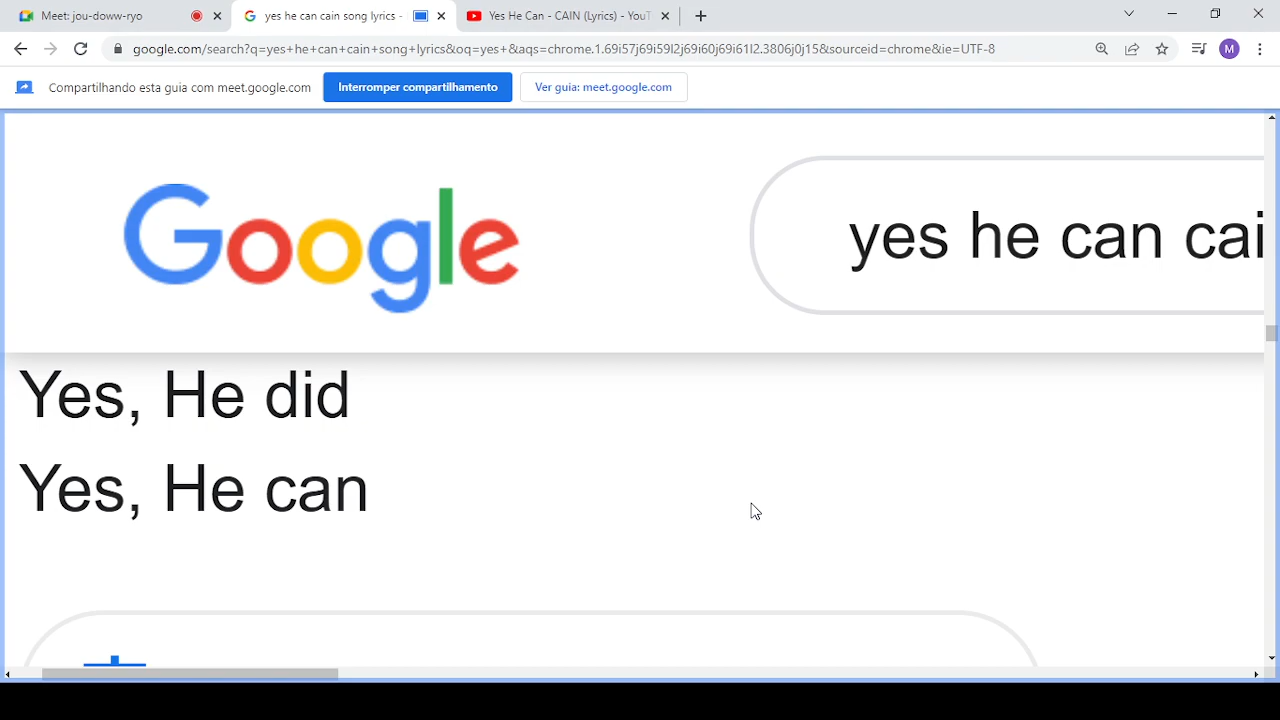 Meet: jou-doww-ryo
yes he can cain song lyrics -
Yes He Can - CAIN (Lyrics) - YouT
google.com/search?q=yes+he+can+cain+song+lyrics&oq=yes+&aqs=chrome.1.69i57j69i59l2j69i60j69i61l2.3806j0j15&sourceid=chrome&ie=UTF-8
M
Compartilhando esta guia com meet.google.com
Interromper compartilhamento
Ver guia: meet.google.com
Google
yes he can cai
Yes, He did
Yes, He can